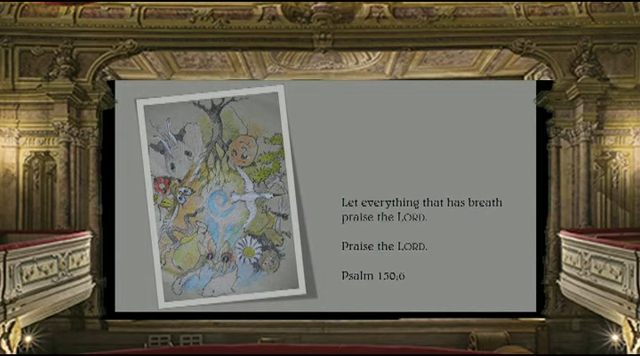 Let everything that has breath
praise the LORD.
Praise the LORD.
Psalm 150,6